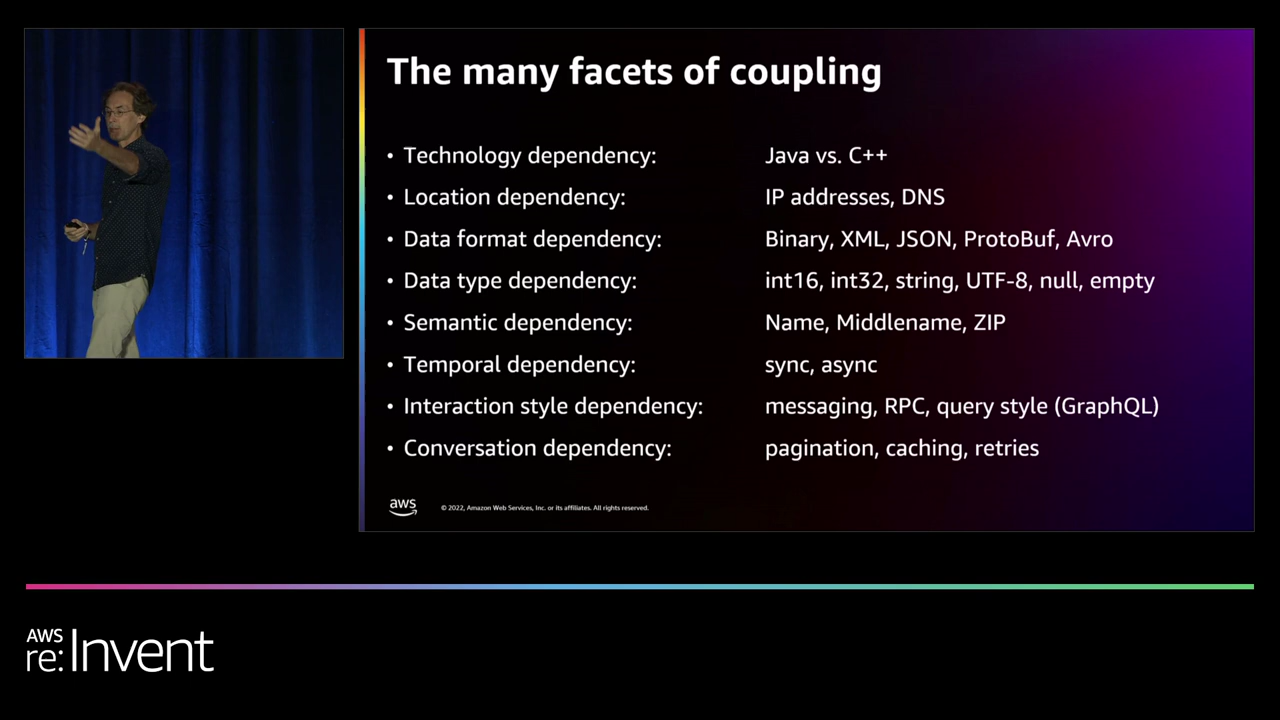 The many facets of coupling
• Technology dependency: Java vs. C++
• Location dependency: IP addresses, DNS
• Data format dependency: Binary, XML, JSON, ProtoBuf, Avro
• Data type dependency: int16, int32, string, UTF-8, null, empty
• Semantic dependency: Name, Middlename, ZIP
• Temporal dependency: sync, async
• Interaction style dependency: messaging, RPC, query style (GraphQL)
• Conversation dependency: pagination, caching, retries
aws
© 2022, Amazon Web Services, Inc. or its affiliates. All rights reserved.
AWS
re:Invent